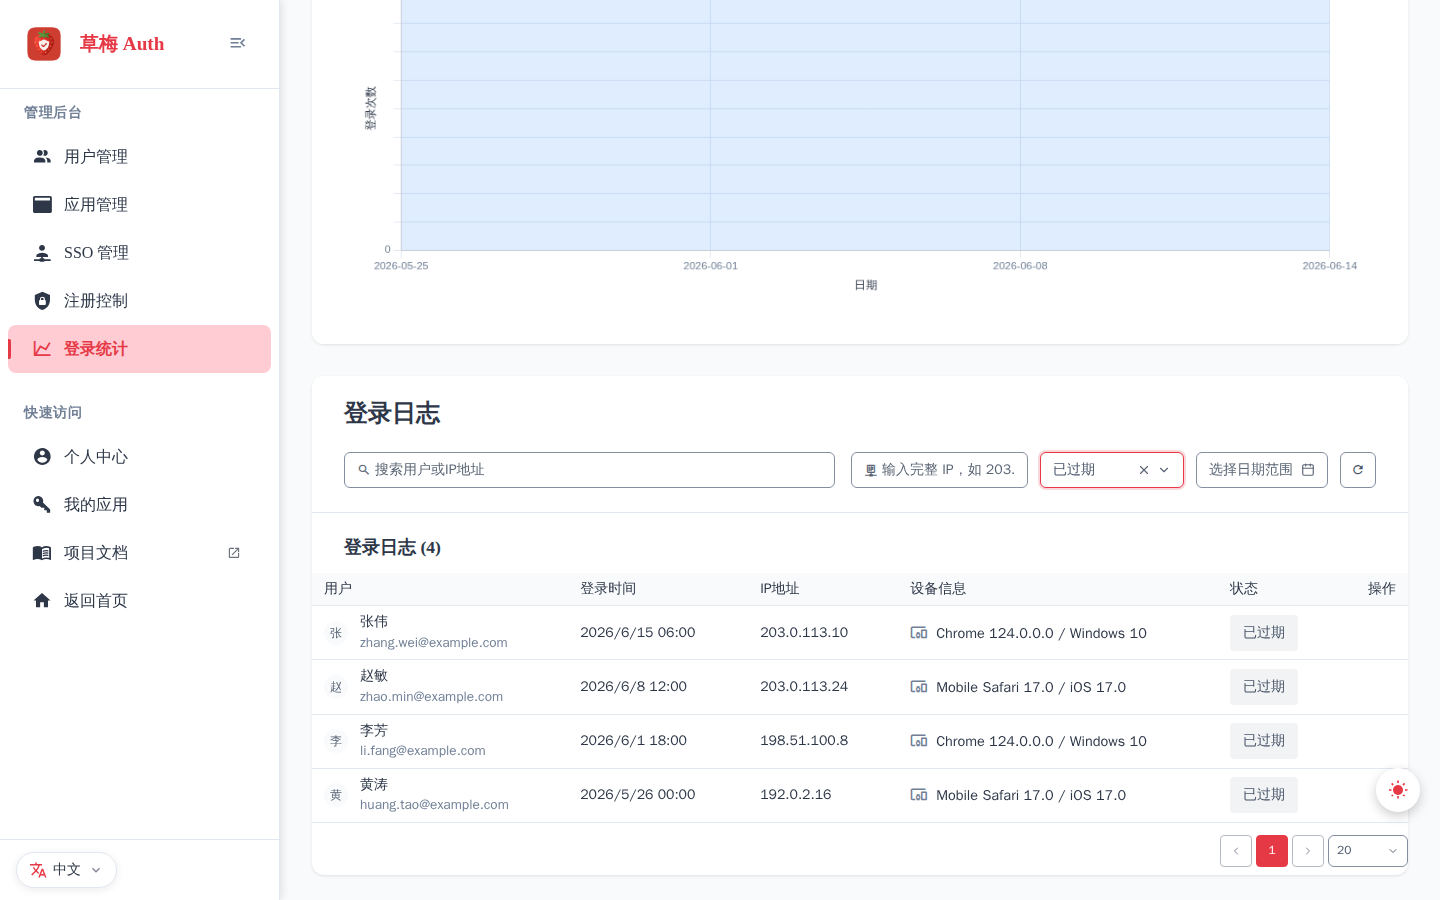 草梅 Auth
管理后台
用户管理
应用管理
SSO 管理
注册控制
登录统计
快速访问
个人中心
我的应用
项目文档
返回首页
中文
登录次数
0
2026-05-25
2026-06-01
2026-06-08
2026-06-14
日期
登录日志
搜索用户或IP地址
输入完整 IP，如 203.
已过期
选择日期范围
登录日志 (4)
用户 登录时间 IP地址 设备信息 状态 操作
张 张伟 2026/6/15 06:00 203.0.113.10 Chrome 124.0.0.0 / Windows 10 已过期
zhang.wei@example.com
赵 赵敏 2026/6/8 12:00 203.0.113.24 Mobile Safari 17.0 / iOS 17.0 已过期
zhao.min@example.com
李 李芳 2026/6/1 18:00 198.51.100.8 Chrome 124.0.0.0 / Windows 10 已过期
li.fang@example.com
黄 黄涛 2026/5/26 00:00 192.0.2.16 Mobile Safari 17.0 / iOS 17.0 已过期
huang.tao@example.com
1
20